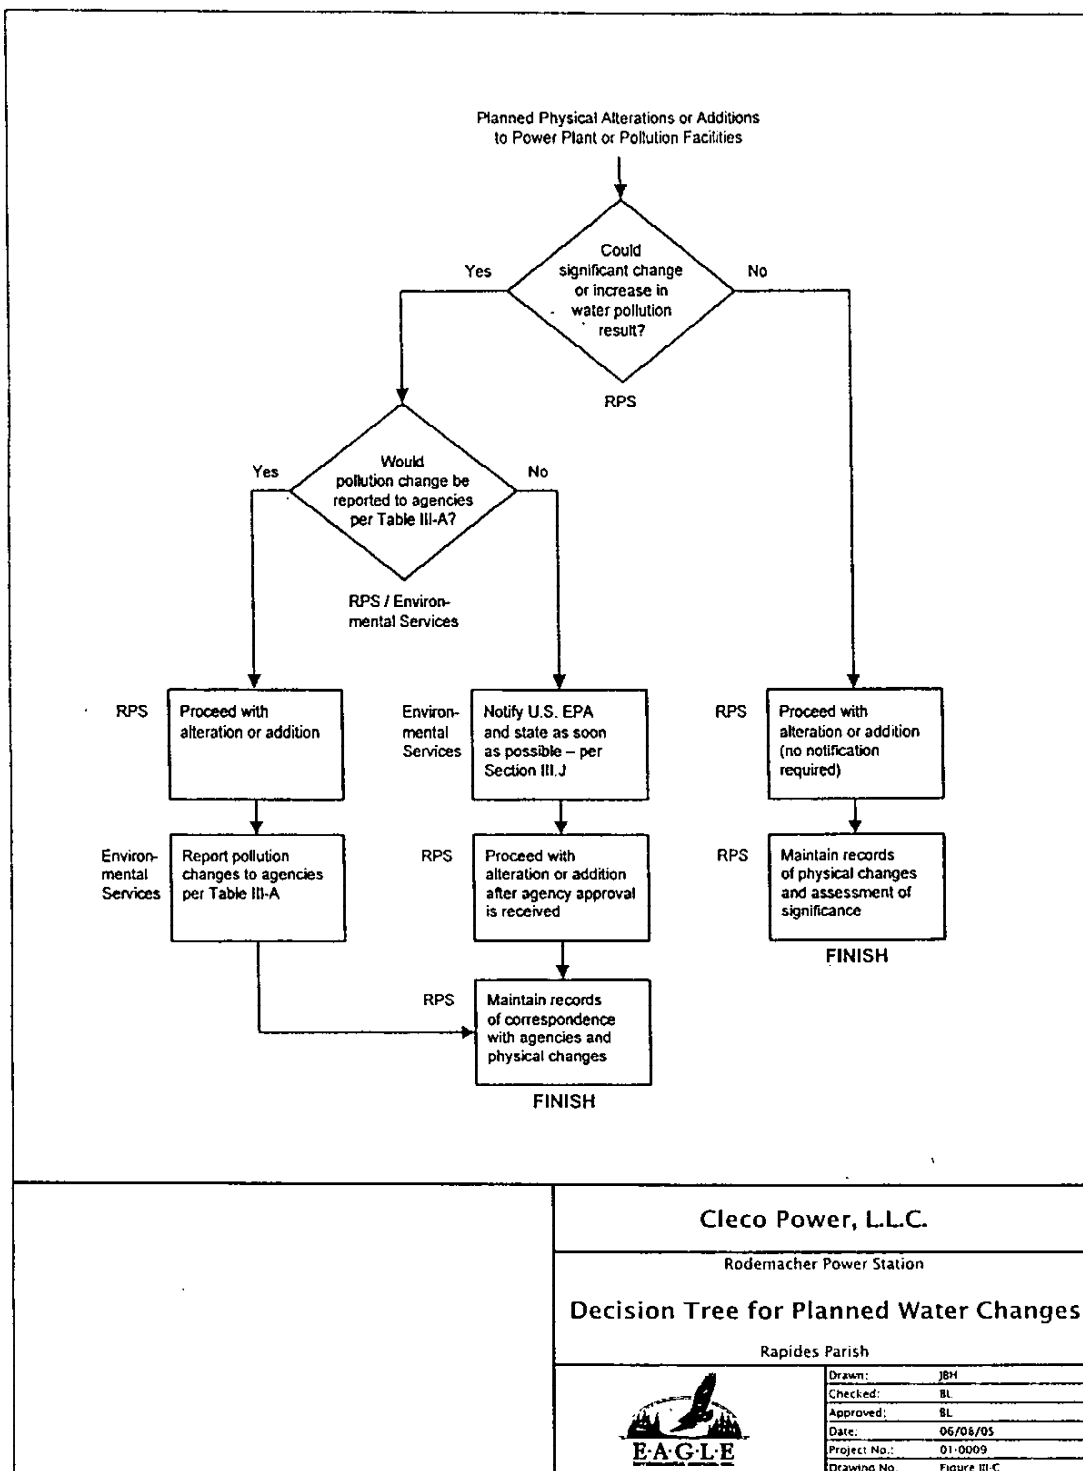 Planned Physical Alterations or Additions
to Power Plant or Pollution Facilities
Could
significant change
or increase in
water pollution
result?
Yes
No
RPS
Would
pollution change be
reported to agencies
per Table III-A?
Yes
No
RPS / Environ-
mental Services
RPS
Proceed with
alteration or addition
Environ-
mental
Services
Notify U.S. EPA
and state as soon
as possible – per
Section III.J
RPS
Proceed with
alteration or addition
(no notification
required)
Environ-
mental
Services
Report pollution
changes to agencies
per Table III-A
RPS
Proceed with
alteration or addition
after agency approval
is received
RPS
Maintain records
of physical changes
and assessment of
significance
FINISH
RPS
Maintain records
of correspondence
with agencies and
physical changes
FINISH
Cleco Power, L.L.C.
Rodemacher Power Station
Decision Tree for Planned Water Changes
Rapides Parish
E·A·G·L·E
Drawn: JBH
Checked: BL
Approved: BL
Date: 06/08/05
Project No.: 01-0009
Drawing No. Figure III-C